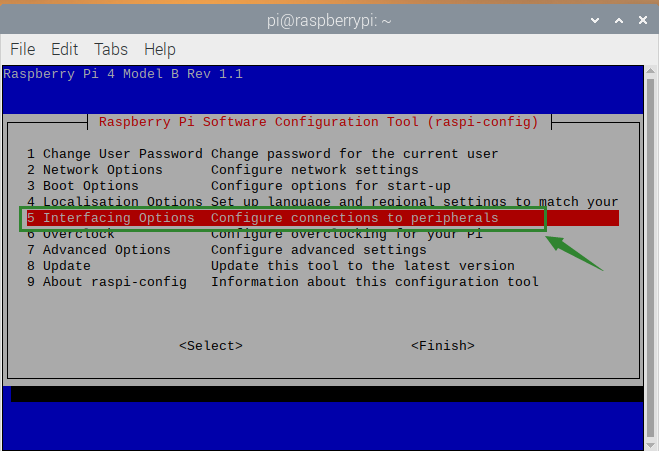 pi@raspberrypi: ~
File Edit Tabs Help
Raspberry Pi 4 Model B Rev 1.1
Raspberry Pi Software Configuration Tool (raspi-config)
1 Change User Password Change password for the current user
2 Network Options Configure network settings
3 Boot Options Configure options for start-up
4 Localisation Options Set up language and regional settings to match your
5 Interfacing Options Configure connections to peripherals
6 Overclock Configure overclocking for your Pi
7 Advanced Options Configure advanced settings
8 Update Update this tool to the latest version
9 About raspi-config Information about this configuration tool
<Select> <Finish>